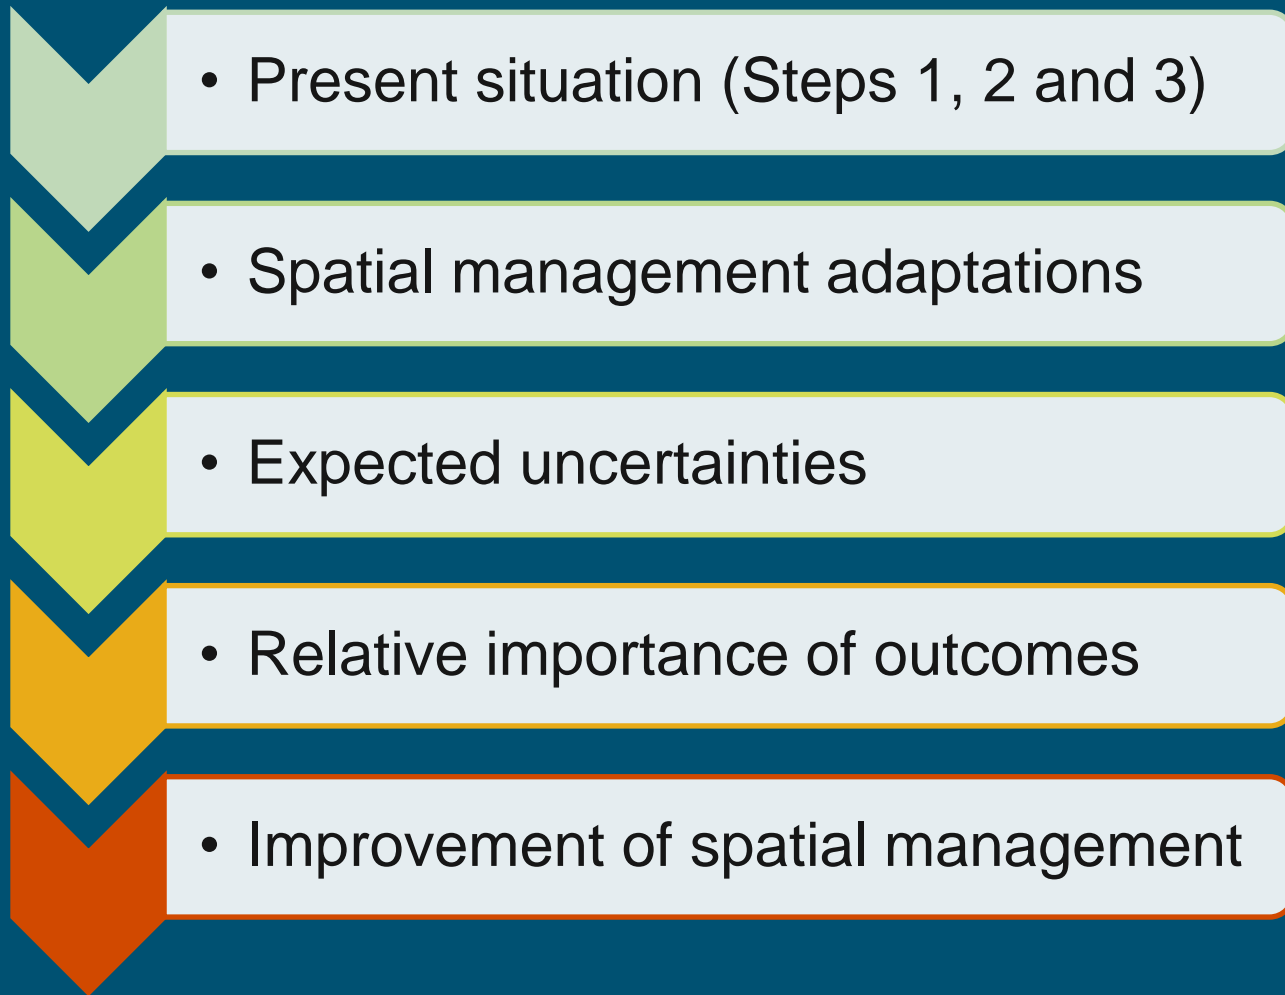 • Present situation (Steps 1, 2 and 3)
• Spatial management adaptations
• Expected uncertainties
• Relative importance of outcomes
• Improvement of spatial management